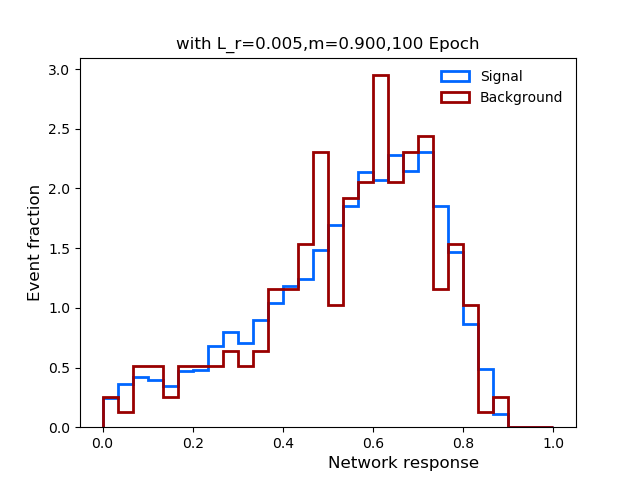 with L_r=0.005,m=0.900,100 Epoch
Signal
Background
3.0
2.5
2.0
1.5
1.0
0.5
0.0
Event fraction
0.0 0.2 0.4 0.6 0.8 1.0
Network response